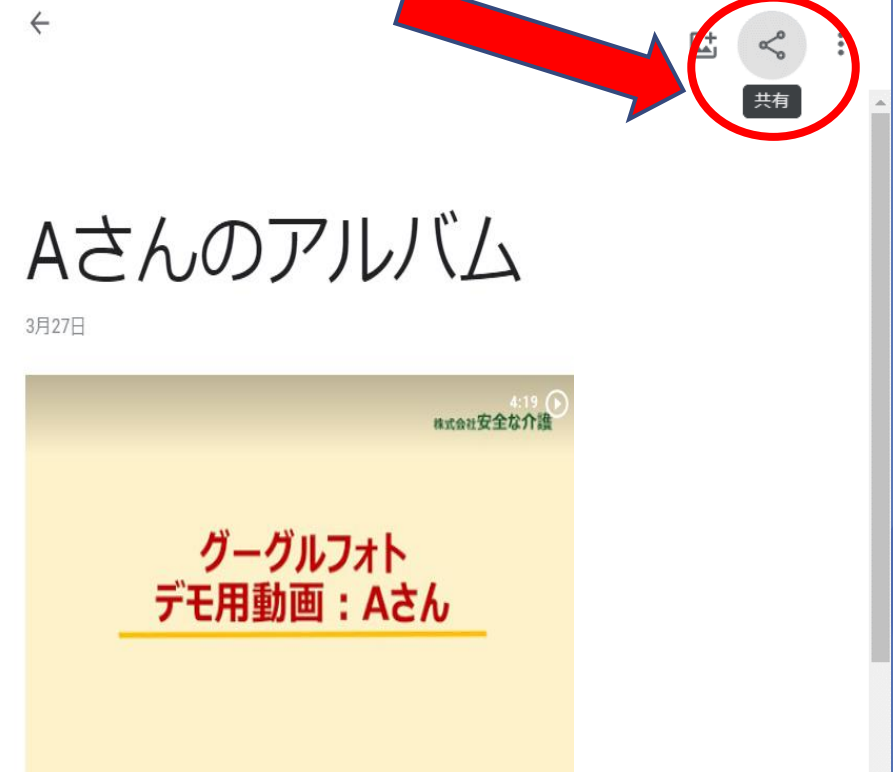 共有
Aさんのアルバム
3月27日
4:19
株式会社安全な介護
グーグルフォト
デモ用動画：Aさん